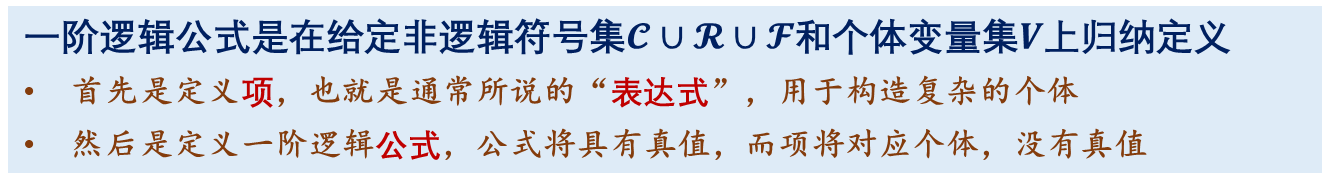 一阶逻辑公式是在给定非逻辑符号集𝓒 ∪ 𝓡 ∪ 𝓕和个体变量集𝑽上归纳定义
• 首先是定义项，也就是通常所说的“表达式”，用于构造复杂的个体
• 然后是定义一阶逻辑公式，公式将具有真值，而项将对应个体，没有真值